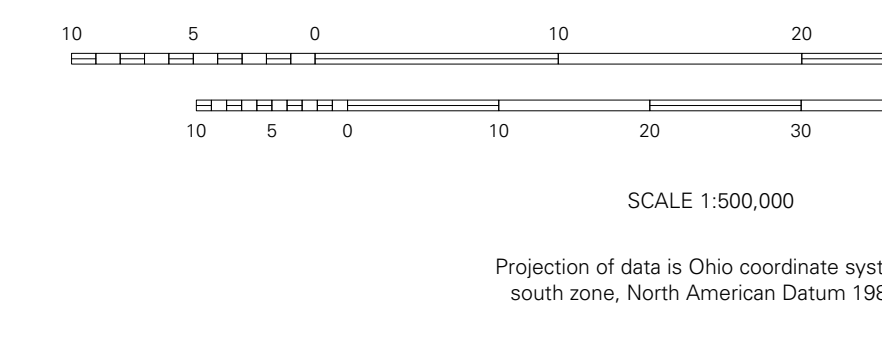 10 5 0 10 20
10 5 0 10 20 30
SCALE 1:500,000
Projection of data is Ohio coordinate
south zone, North American Datum